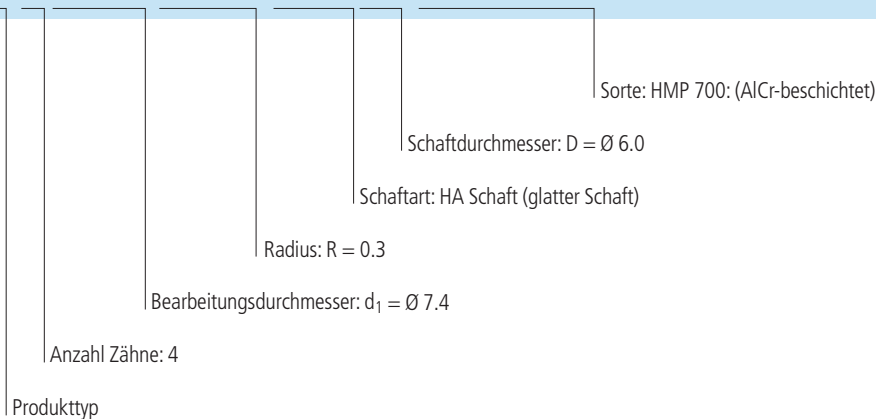 Sorte: HMP 700: (AlCr-beschichtet)
Schaftdurchmesser: D = Ø 6.0
Schaftart: HA Schaft (glatter Schaft)
Radius: R = 0.3
Bearbeitungsdurchmesser: d₁ = Ø 7.4
Anzahl Zähne: 4
Produkttyp